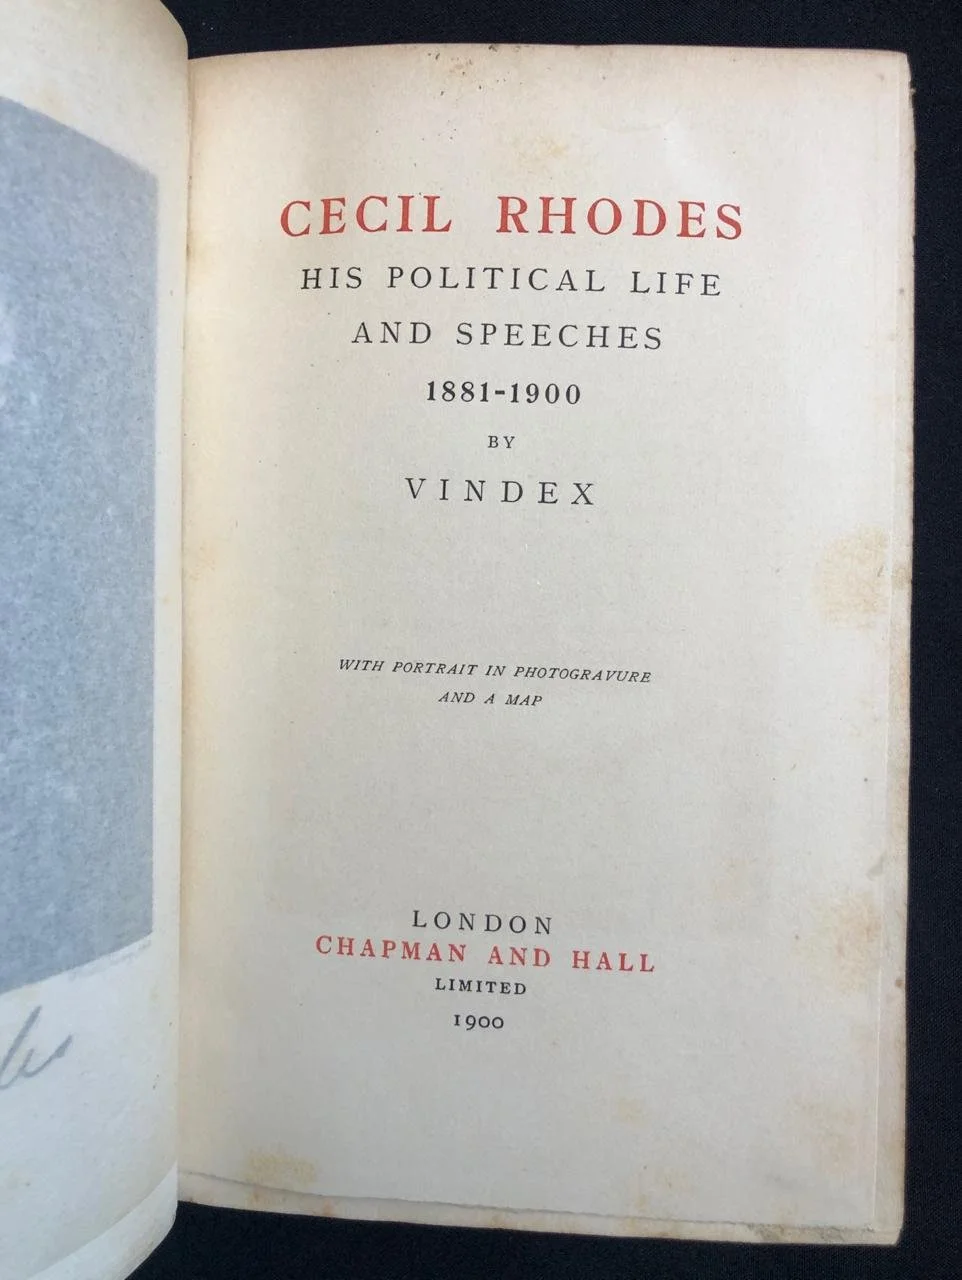 CECIL RHODES
HIS POLITICAL LIFE
AND SPEECHES
1881-1900
BY
VINDEX
WITH PORTRAIT IN PHOTOGRAVURE
AND A MAP
LONDON
CHAPMAN AND HALL
LIMITED
1900